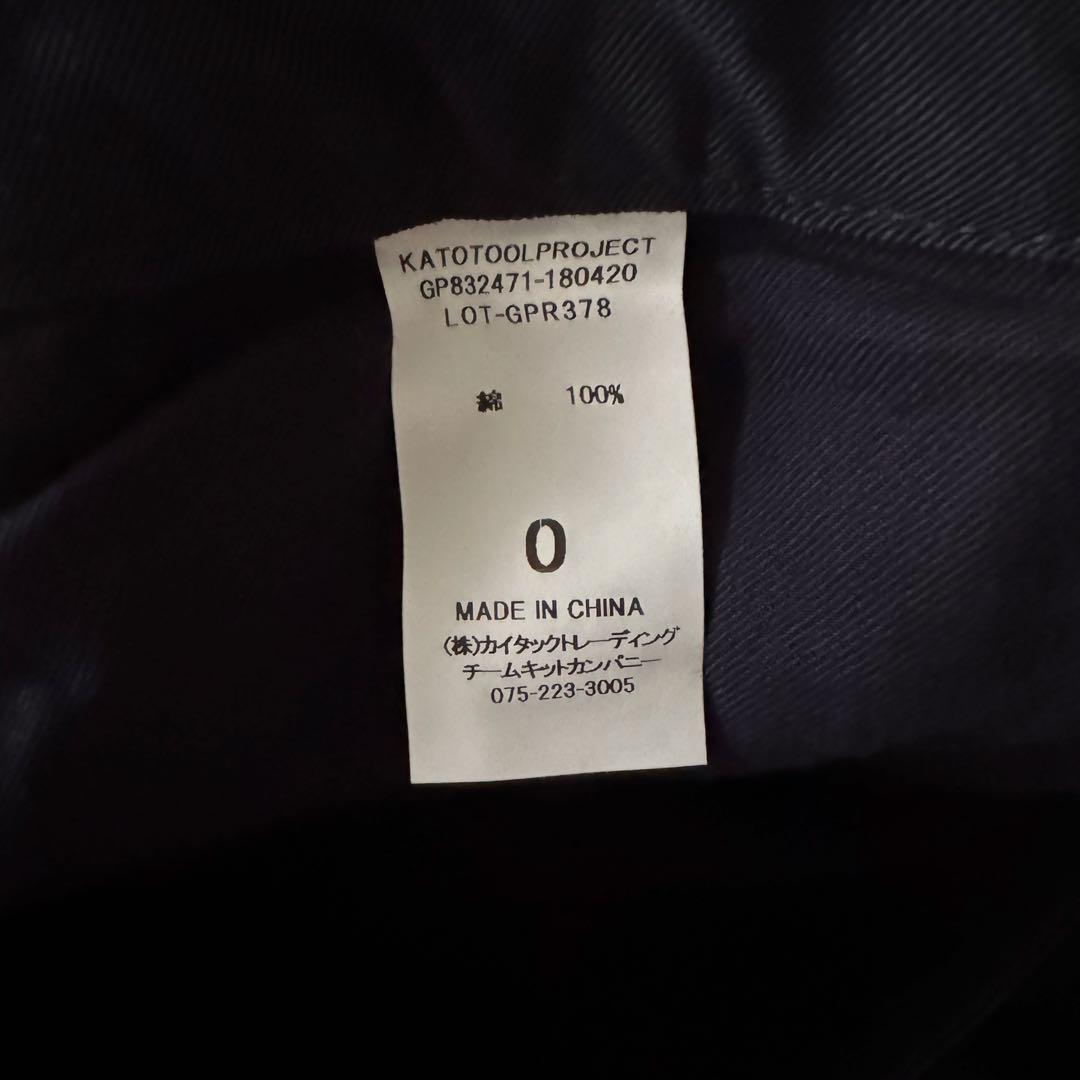 KATOTOOLPROJECT
GP832471-180420
LOT-GPR378
綿 100%
0
MADE IN CHINA
(株)カイタックトレーディング
チームキットカンパニー
075-223-3005